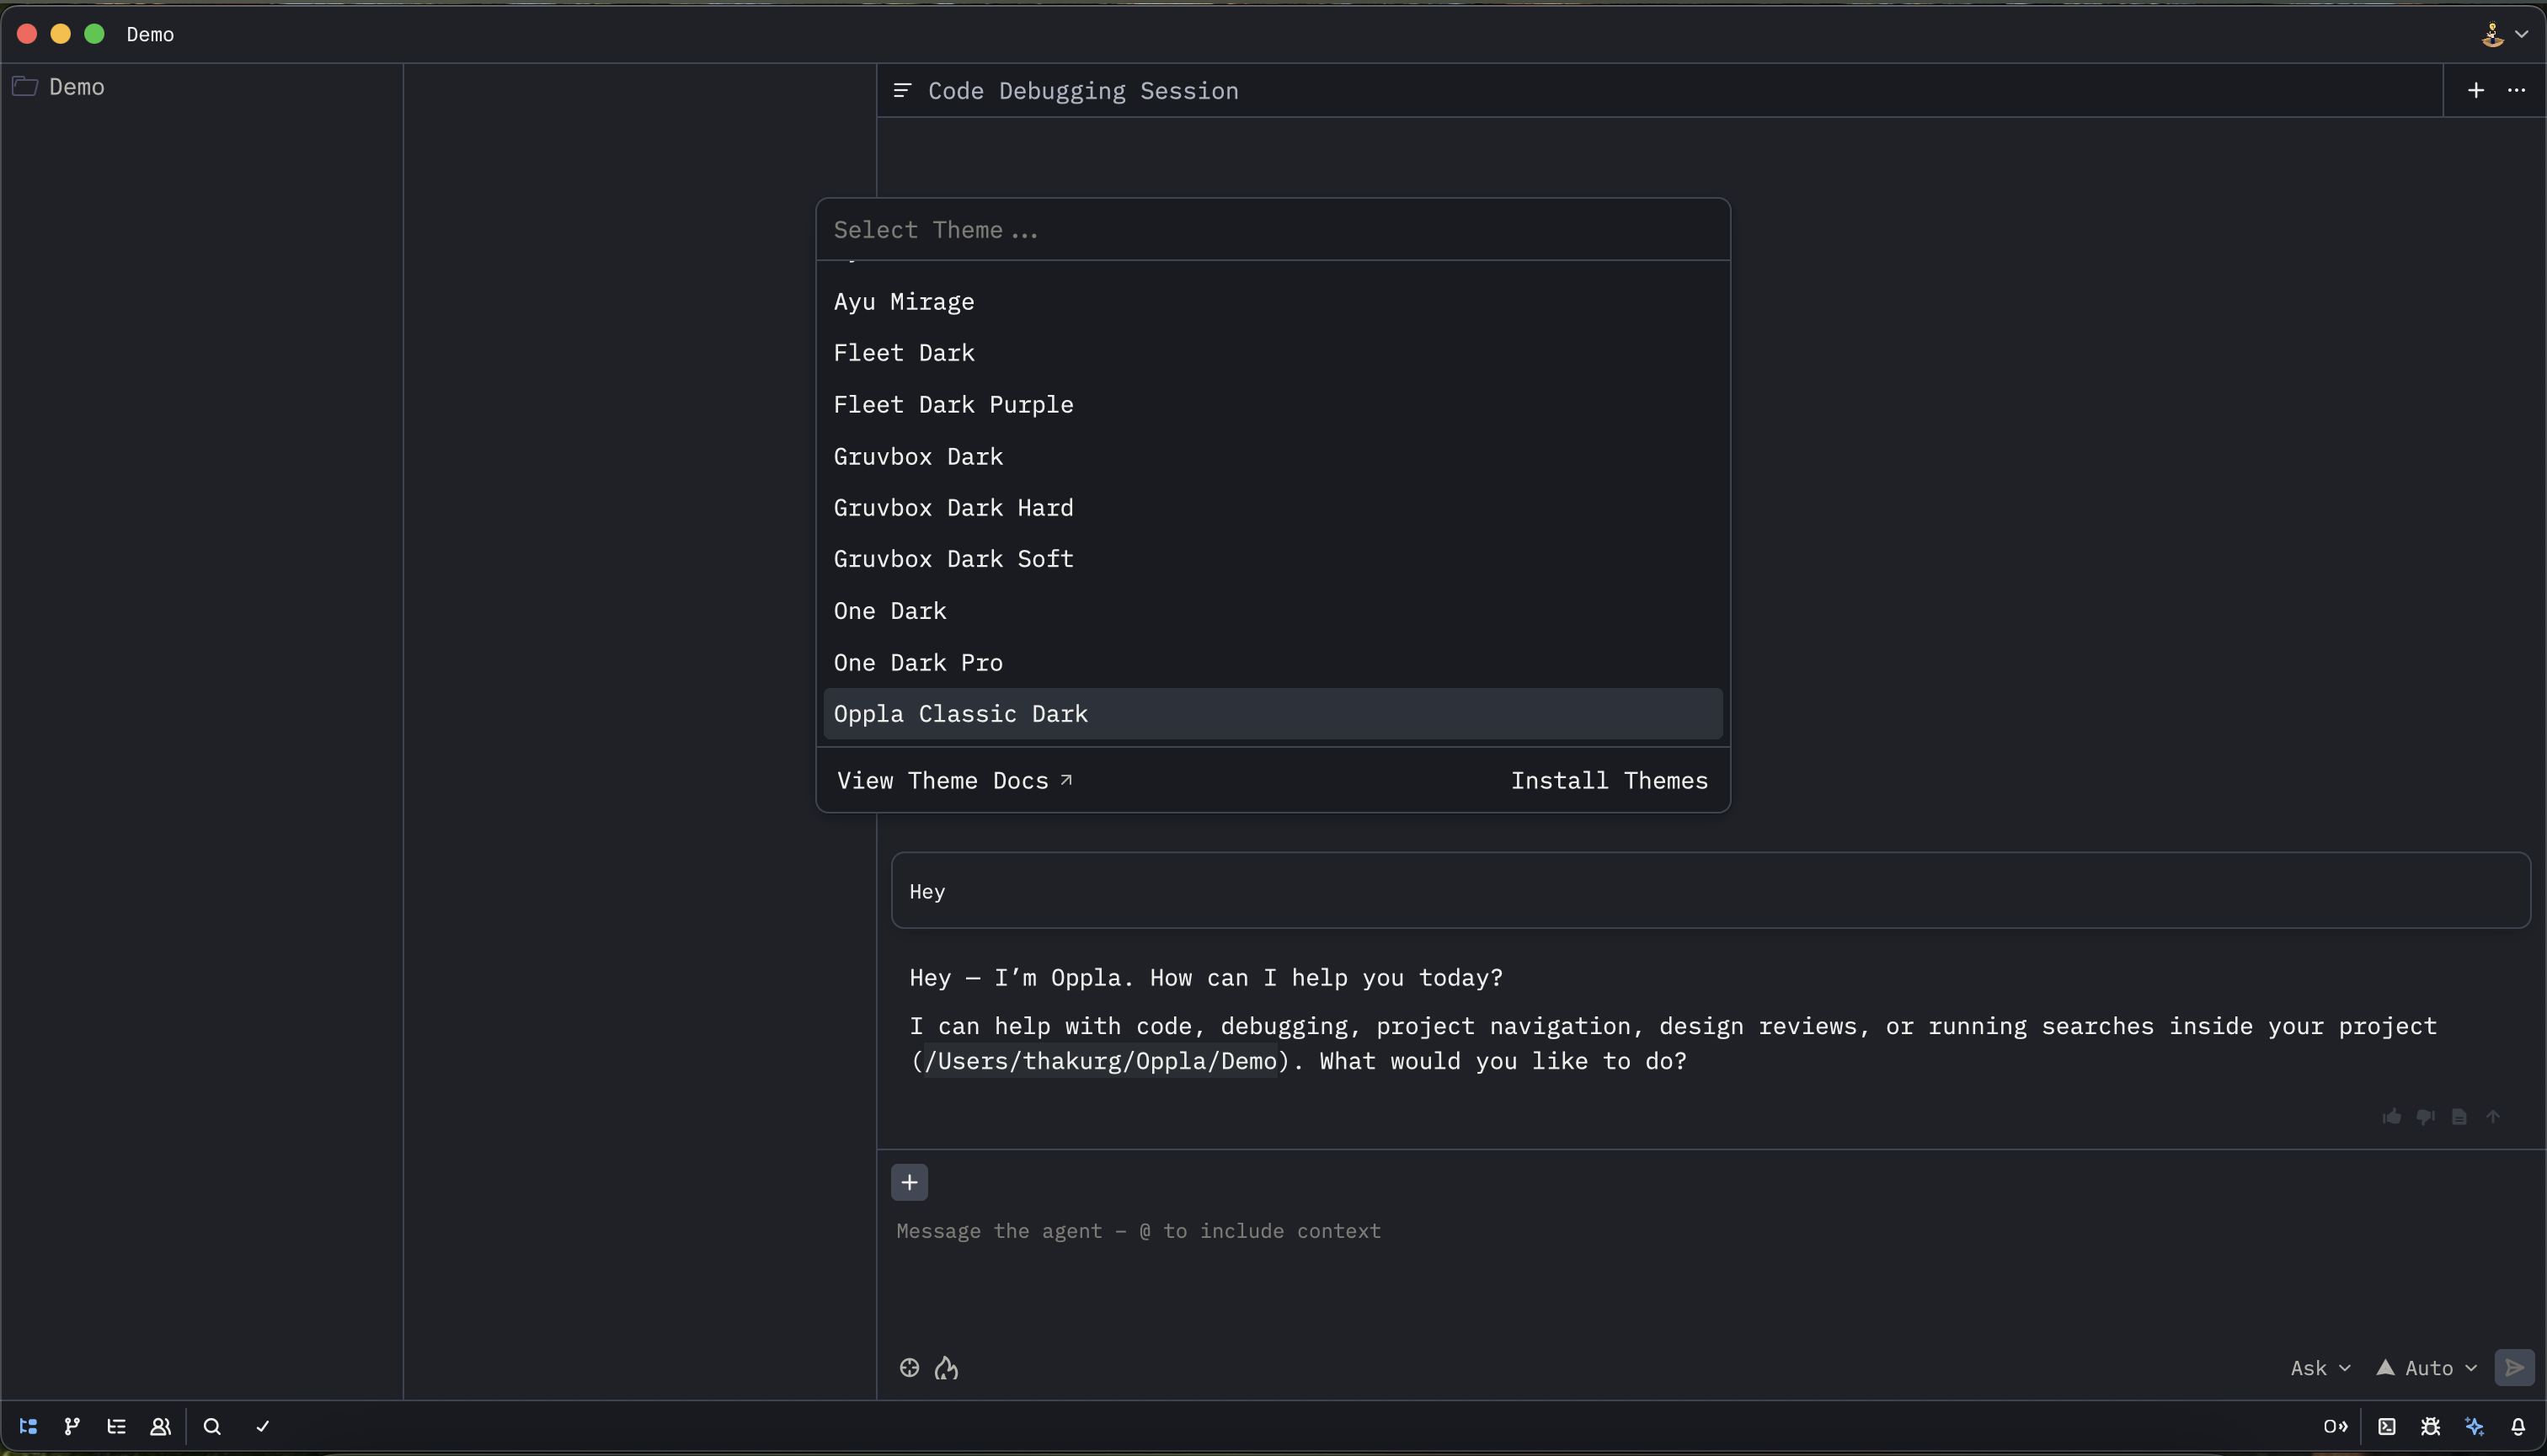 Demo
Demo
Code Debugging Session
Select Theme...
Ayu Mirage
Fleet Dark
Fleet Dark Purple
Gruvbox Dark
Gruvbox Dark Hard
Gruvbox Dark Soft
One Dark
One Dark Pro
Oppla Classic Dark
View Theme Docs
Install Themes
Hey
Hey — I’m Oppla. How can I help you today?
I can help with code, debugging, project navigation, design reviews, or running searches inside your project
(/Users/thakurg/Oppla/Demo). What would you like to do?
Message the agent — @ to include context
Ask
Auto